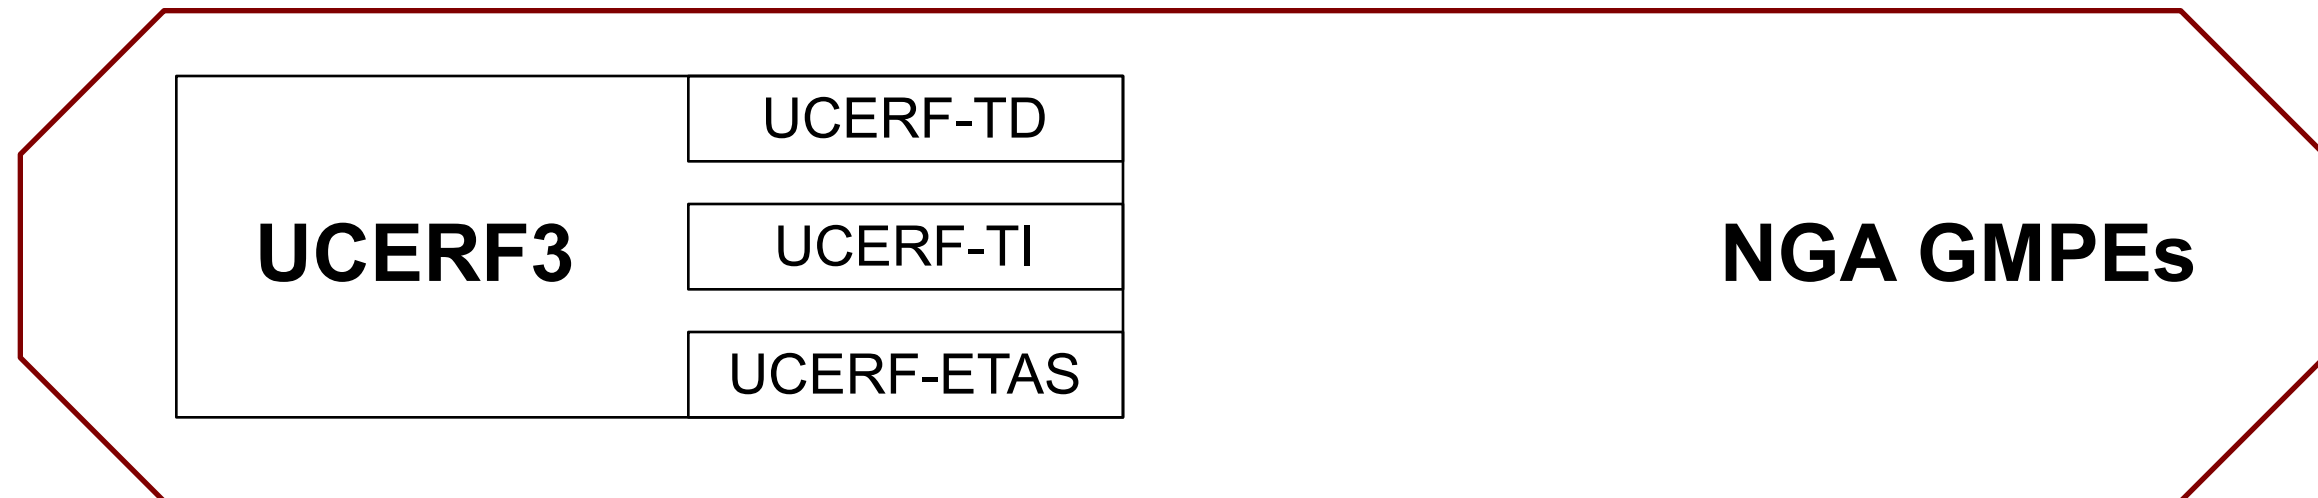 UCERF-TD
UCERF3
UCERF-TI
UCERF-ETAS
NGA GMPEs